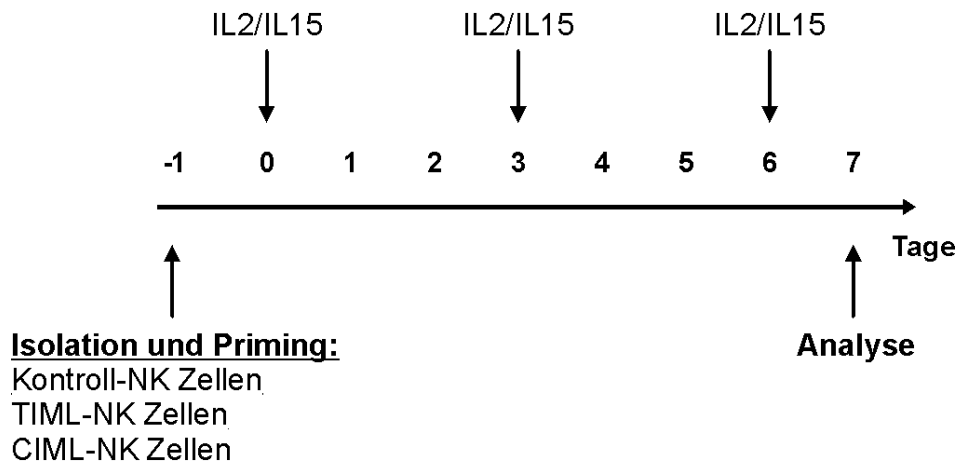 IL2/IL15 IL2/IL15 IL2/IL15
-1 0 1 2 3 4 5 6 7
Tage
Isolation und Priming: Analyse
Kontroll-NK Zellen
TIML-NK Zellen
CIML-NK Zellen